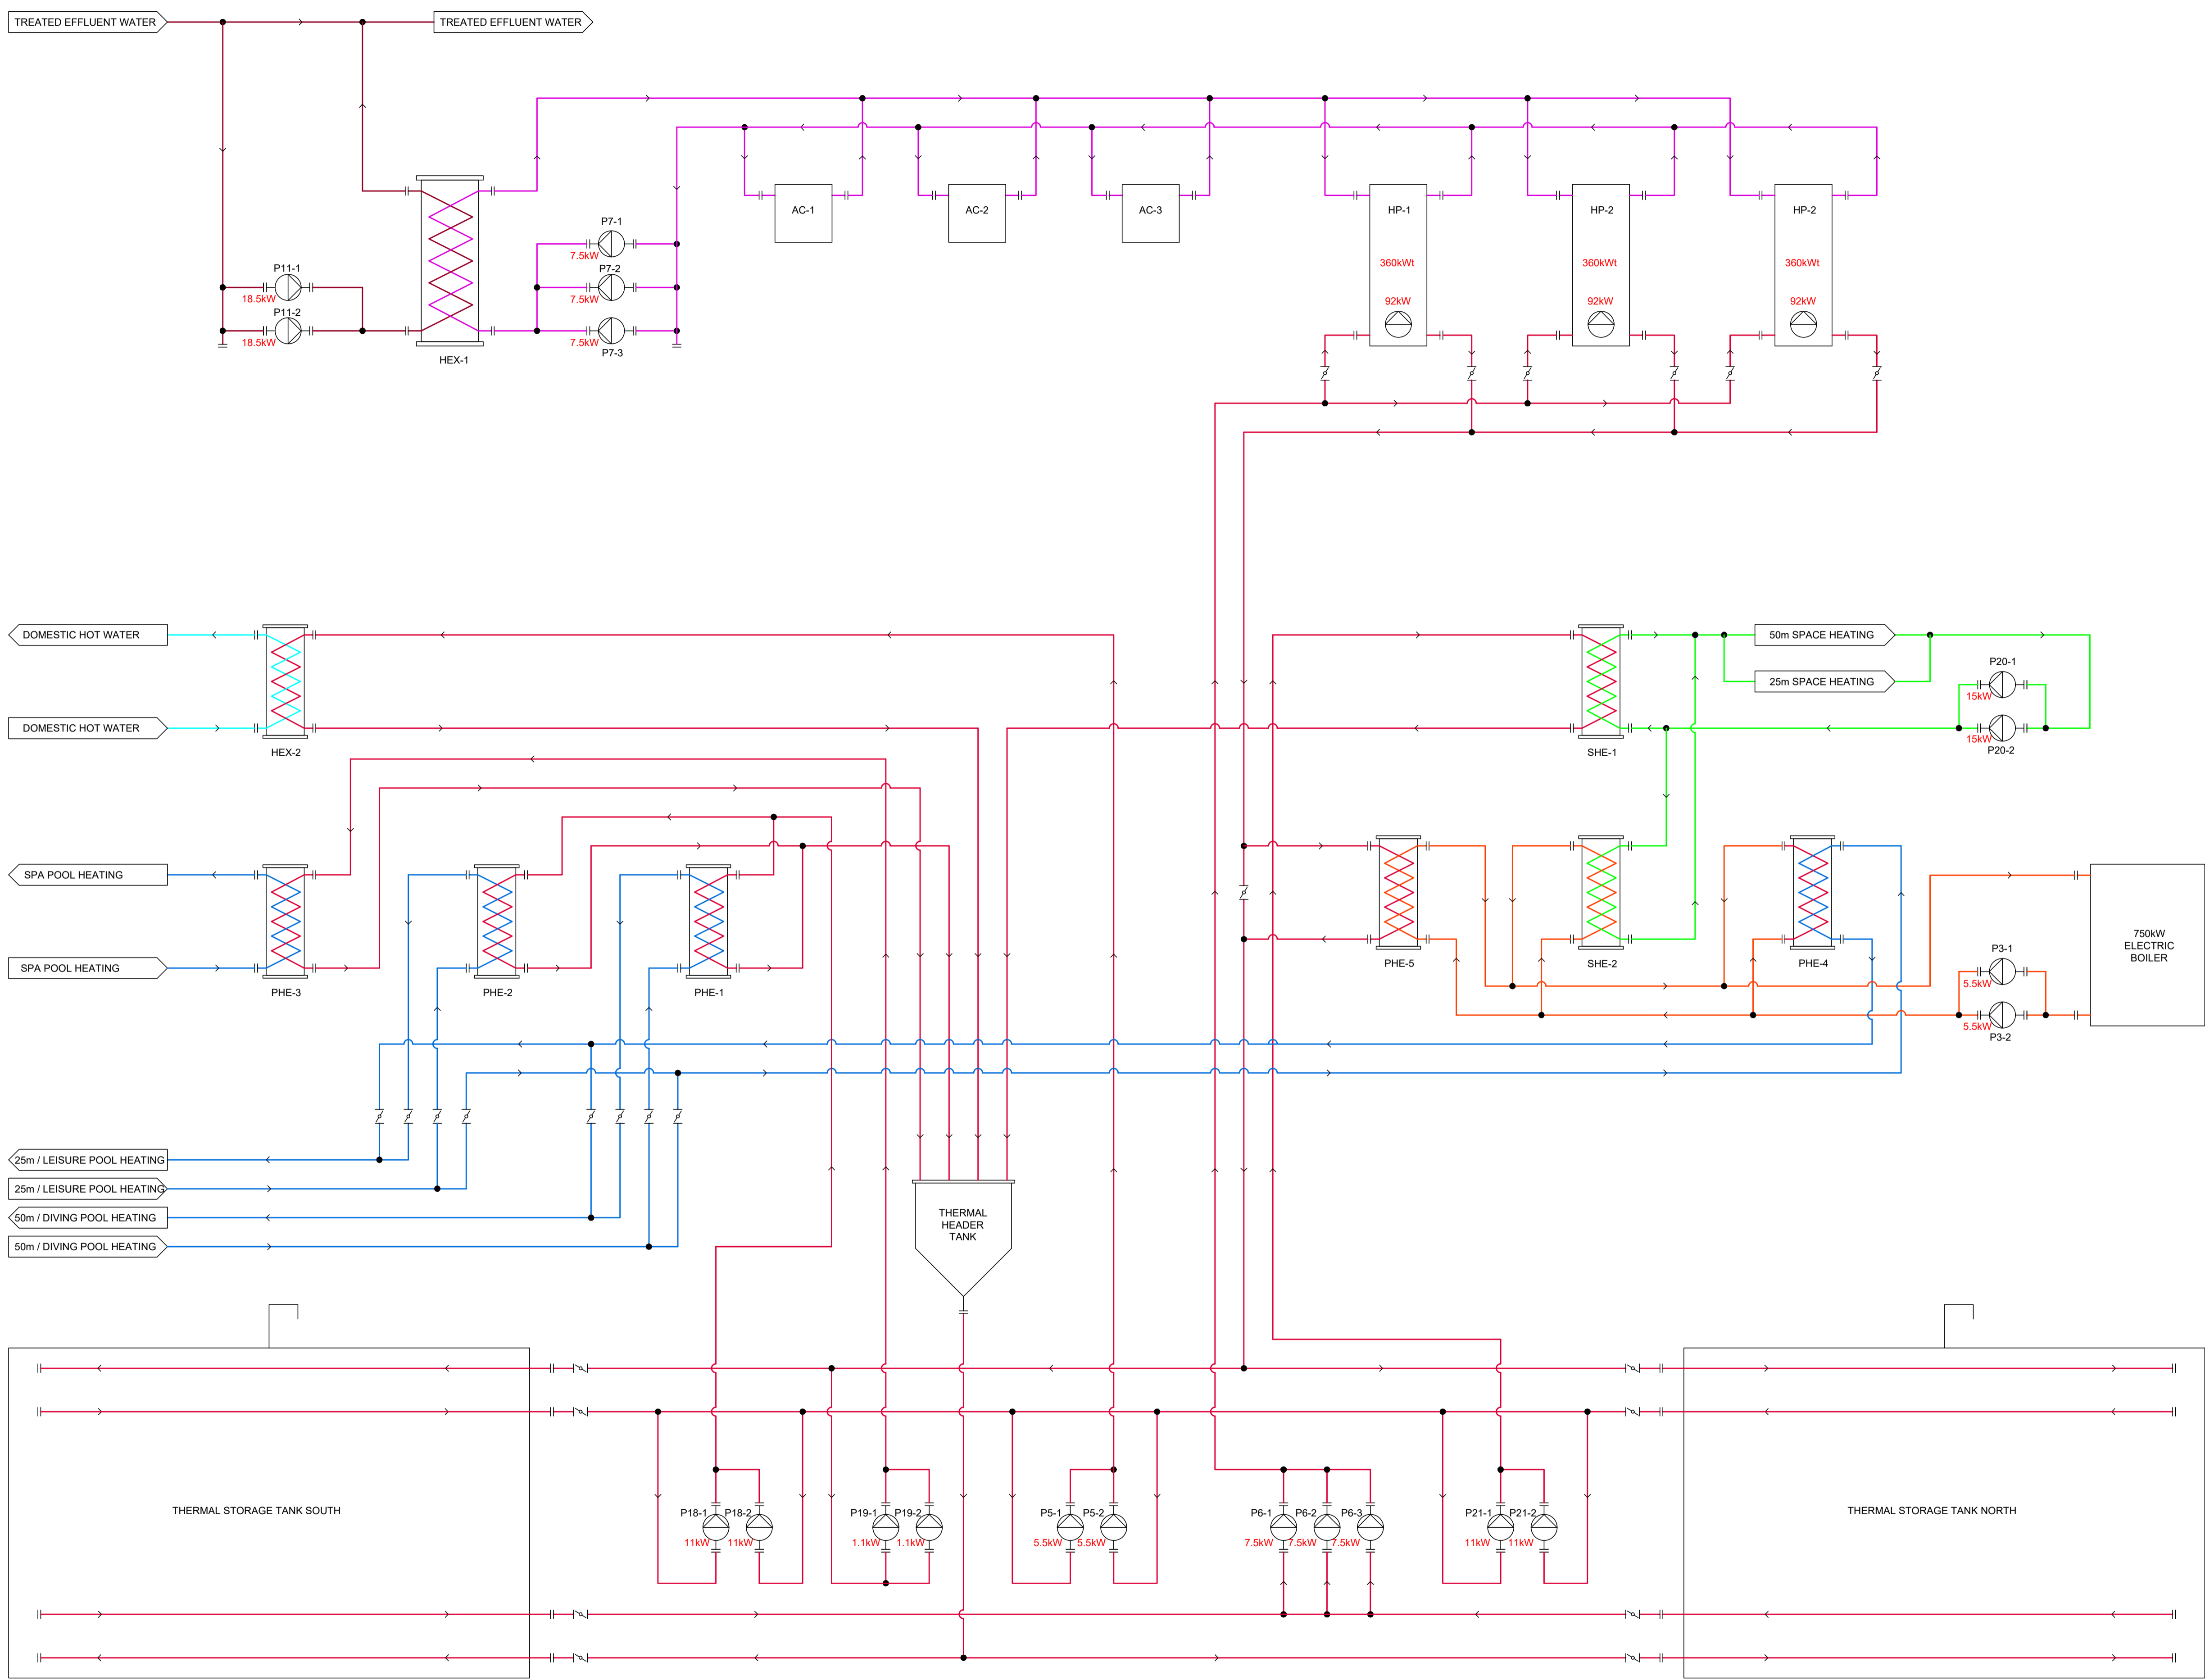 TREATED EFFLUENT WATER
TREATED EFFLUENT WATER
AC-1
AC-2
AC-3
HP-1
360kWt
92kW
HP-2
360kWt
92kW
HP-2
360kWt
92kW
P7-1
7.5kW
P7-2
7.5kW
7.5kW
P7-3
P11-1
18.5kW
P11-2
18.5kW
HEX-1
DOMESTIC HOT WATER
DOMESTIC HOT WATER
HEX-2
SHE-1
50m SPACE HEATING
25m SPACE HEATING
P20-1
15kW
15kW
P20-2
SPA POOL HEATING
SPA POOL HEATING
PHE-3
PHE-2
PHE-1
PHE-5
SHE-2
PHE-4
P3-1
5.5kW
5.5kW
P3-2
750kW
ELECTRIC
BOILER
25m / LEISURE POOL HEATING
25m / LEISURE POOL HEATING
50m / DIVING POOL HEATING
50m / DIVING POOL HEATING
THERMAL
HEADER
TANK
THERMAL STORAGE TANK SOUTH
P18-1
11kW
P18-2
11kW
P19-1
1.1kW
P19-2
1.1kW
P5-1
5.5kW
P5-2
5.5kW
P6-1
7.5kW
P6-2
7.5kW
P6-3
7.5kW
P21-1
11kW
P21-2
11kW
THERMAL STORAGE TANK NORTH